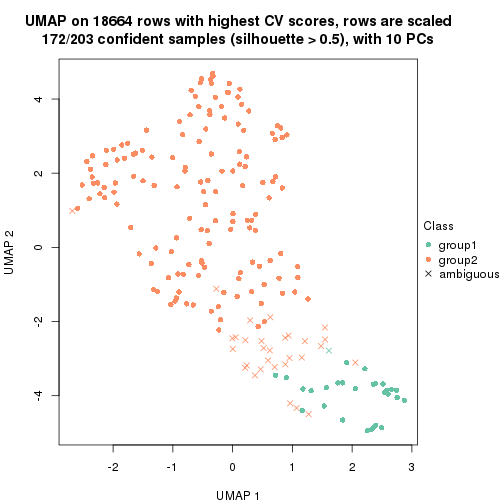 UMAP on 18664 rows with highest CV scores, rows are scaled
172/203 confident samples (silhouette > 0.5), with 10 PCs
4
2
0
-2
-4
UMAP 2
-2
-1
0
1
2
3
UMAP 1
Class
group1
group2
ambiguous